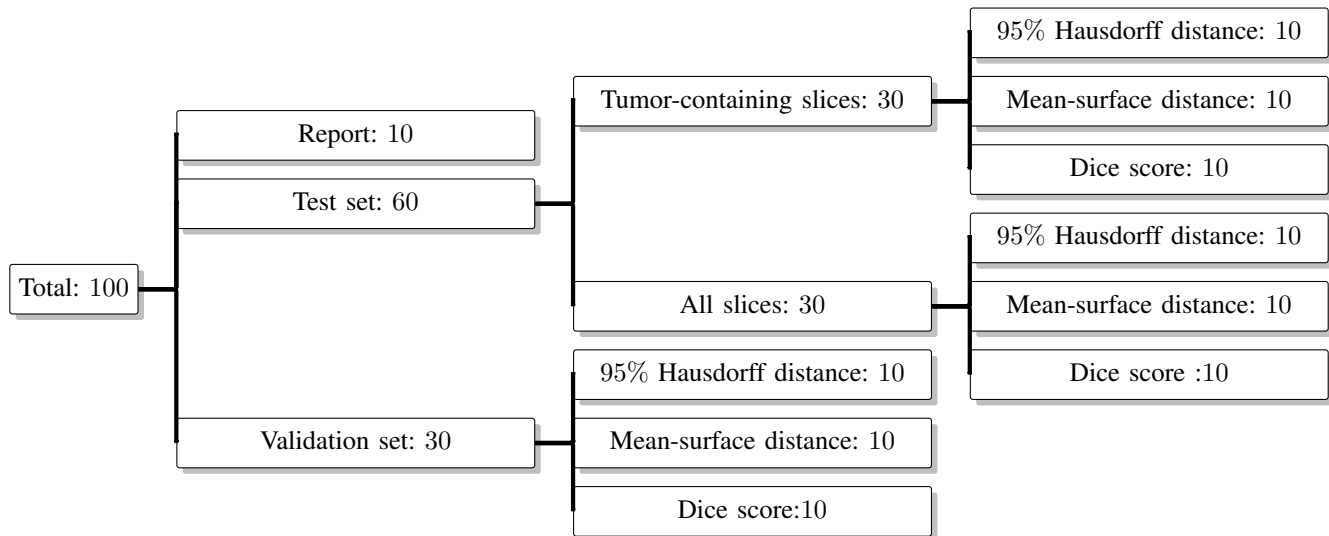 Total: 100
Report: 10
Test set: 60
Tumor-containing slices: 30
95% Hausdorff distance: 10
Mean-surface distance: 10
Dice score: 10
All slices: 30
95% Hausdorff distance: 10
Mean-surface distance: 10
Dice score :10
Validation set: 30
95% Hausdorff distance: 10
Mean-surface distance: 10
Dice score:10